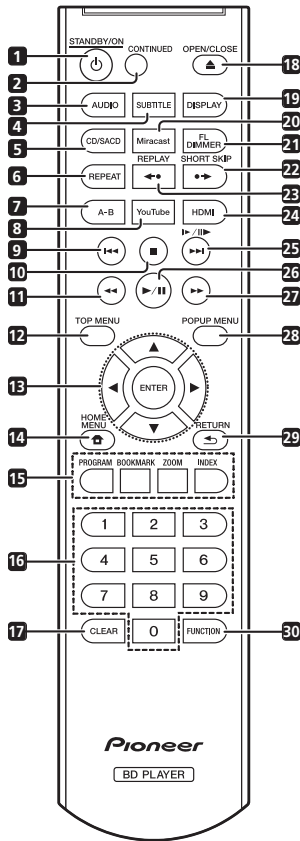 STANDBY/ON
CONTINUED
OPEN/CLOSE
1
2
18
AUDIO
SUBTITLE
DISPLAY
3
4
19
20
CD/SACD
Miracast
FL
DIMMER
5
21
REPLAY
SHORT SKIP
REPEAT
6
22
23
A-B
YouTube
HDMI
7
8
24
9
10
25
26
11
27
TOP MENU
POPUP MENU
12
28
13
ENTER
HOME
MENU
RETURN
14
29
PROGRAM BOOKMARK ZOOM INDEX
15
1 2 3
4 5 6
16
7 8 9
CLEAR
0
FUNCTION
17
30
Pioneer
BD PLAYER